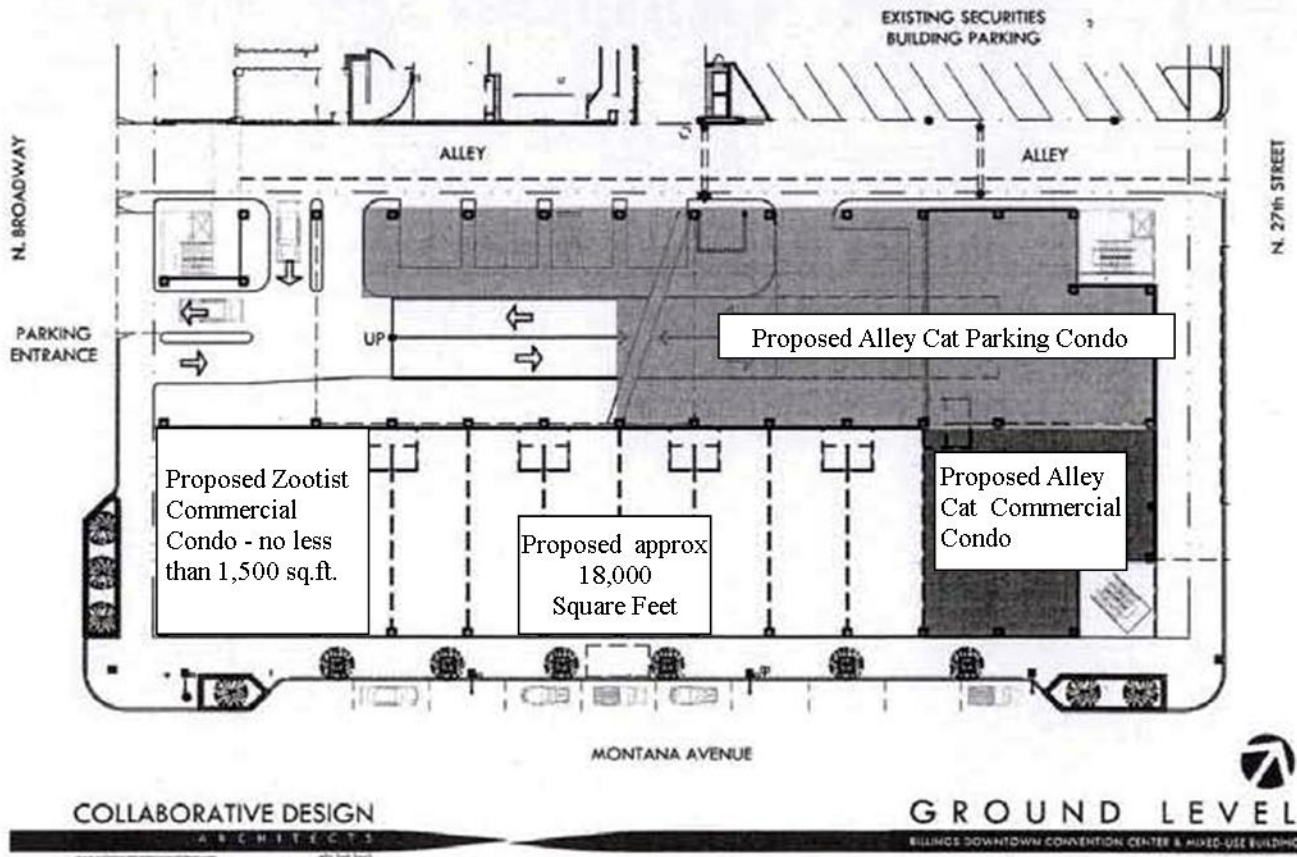 EXISTING SECURITIES
BUILDING PARKING
N. BROADWAY
ALLEY
ALLEY
N. 27th STREET
PARKING
ENTRANCE
UP
Proposed Alley Cat Parking Condo
Proposed Zootist
Commercial
Condo - no less
than 1,500 sq.ft.
Proposed approx
18,000
Square Feet
Proposed Alley
Cat Commercial
Condo
MONTANA AVENUE
COLLABORATIVE DESIGN
ARCHITECTS
GROUND LEVEL
BILLINGS DOWNTOWN CONVENTION CENTER & MIXED-USE BUILDING